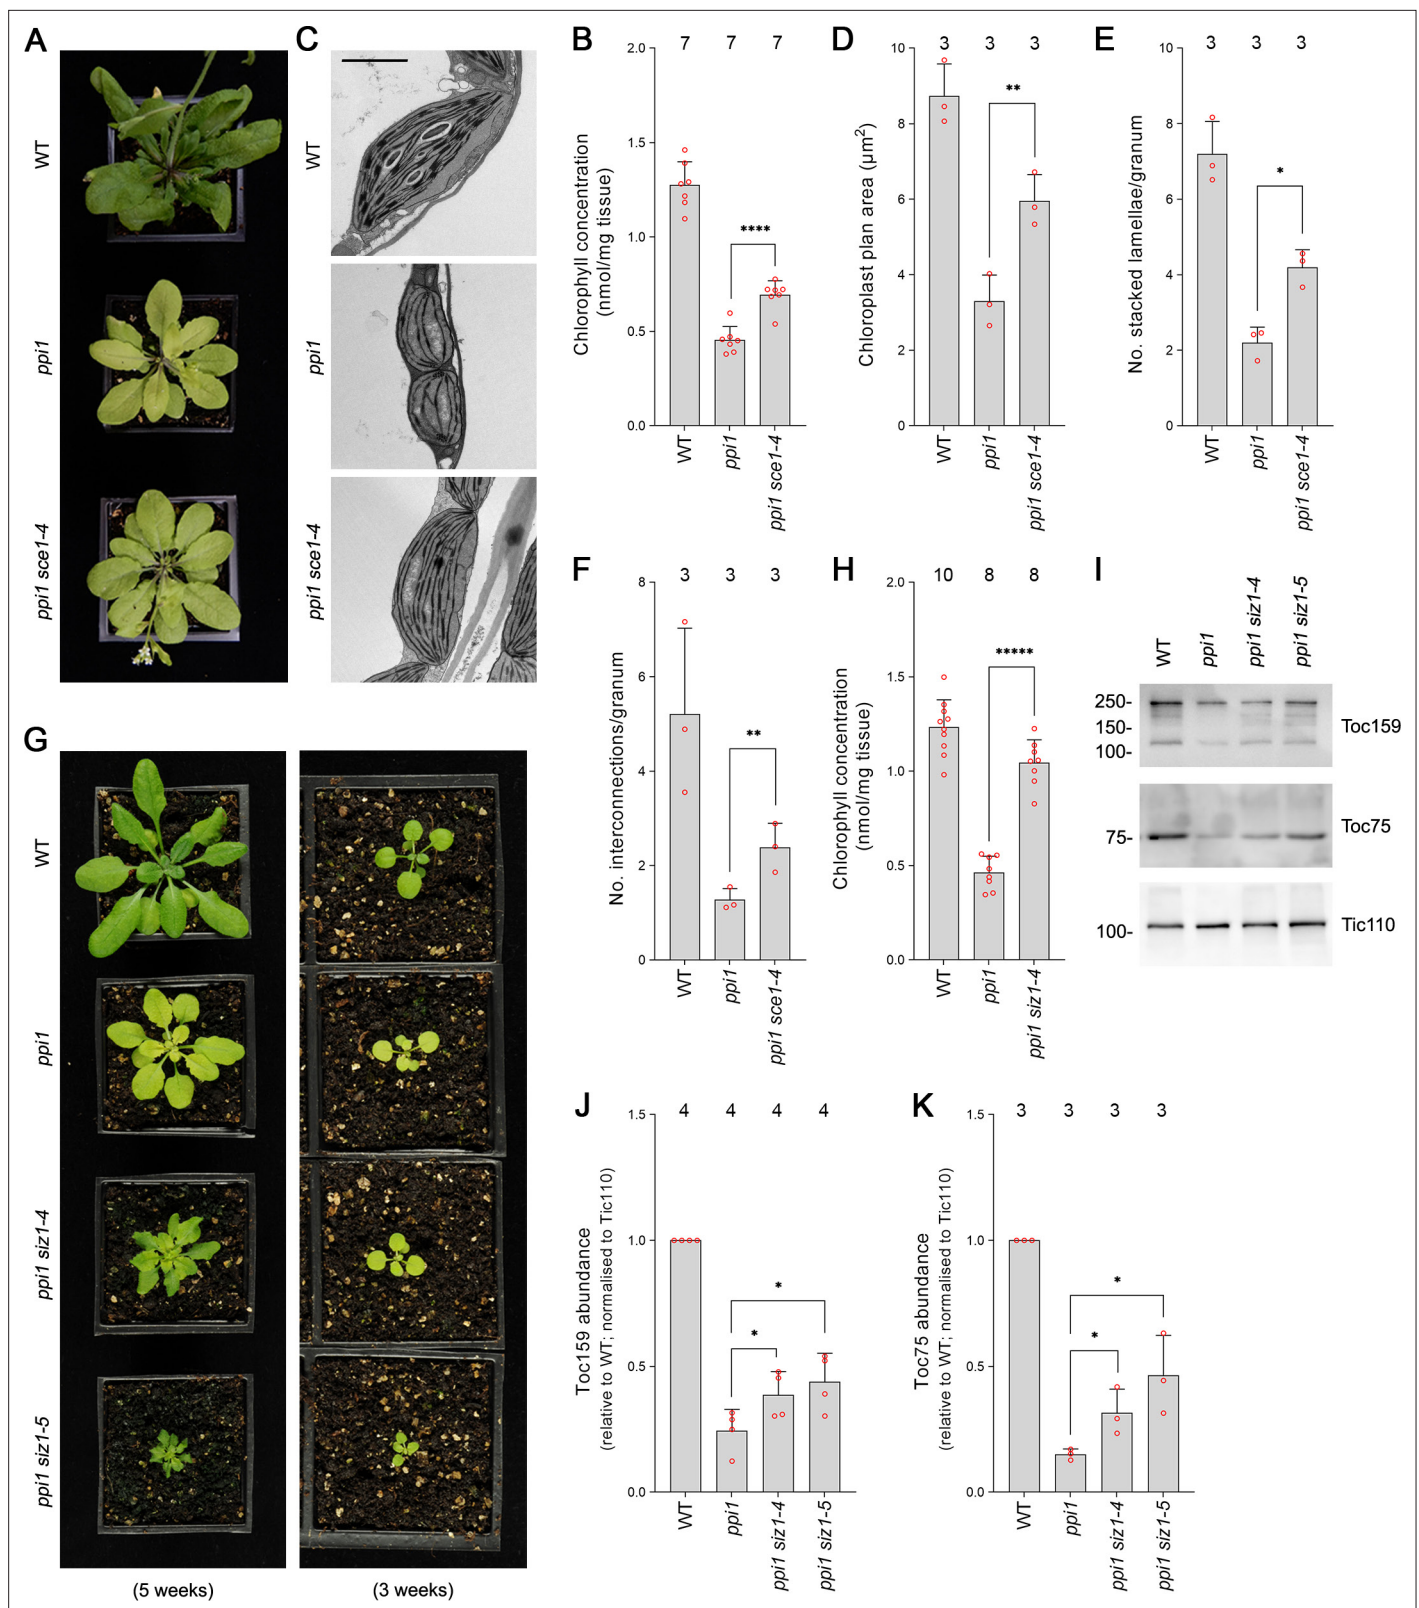 A
WT
ppi1
ppi1 sce1-4
C
WT
ppi1
ppi1 sce1-4
B
7 7 7
Chlorophyll concentration
(nmol/mg tissue)
2.0
1.5
1.0
0.5
0.0
****
WT ppi1 ppi1 sce1-4
D
3 3 3
Chloroplast plan area (µm²)
10
8
6
4
2
0
**
WT ppi1 ppi1 sce1-4
E
3 3 3
No. stacked lamellae/granum
10
8
6
4
2
0
*
WT ppi1 ppi1 sce1-4
F
3 3 3
No. interconnections/granum
8
6
4
2
0
**
WT ppi1 ppi1 sce1-4
H
10 8 8
Chlorophyll concentration
(nmol/mg tissue)
2.0
1.5
1.0
0.5
0.0
*****
WT ppi1 ppi1 siz1-4
I
WT ppi1 ppi1 siz1-4 ppi1 siz1-5
250-
150-
100-
Toc159
75-
Toc75
100-
Tic110
G
WT
ppi1
ppi1 siz1-4
ppi1 siz1-5
(5 weeks)
(3 weeks)
J
4 4 4 4
Toc159 abundance
(relative to WT; normalised to Tic110)
1.5
1.0
0.5
0.0
*
*
WT ppi1 ppi1 siz1-4 ppi1 siz1-5
K
3 3 3 3
Toc75 abundance
(relative to WT; normalised to Tic110)
1.5
1.0
0.5
0.0
*
*
WT ppi1 ppi1 siz1-4 ppi1 siz1-5